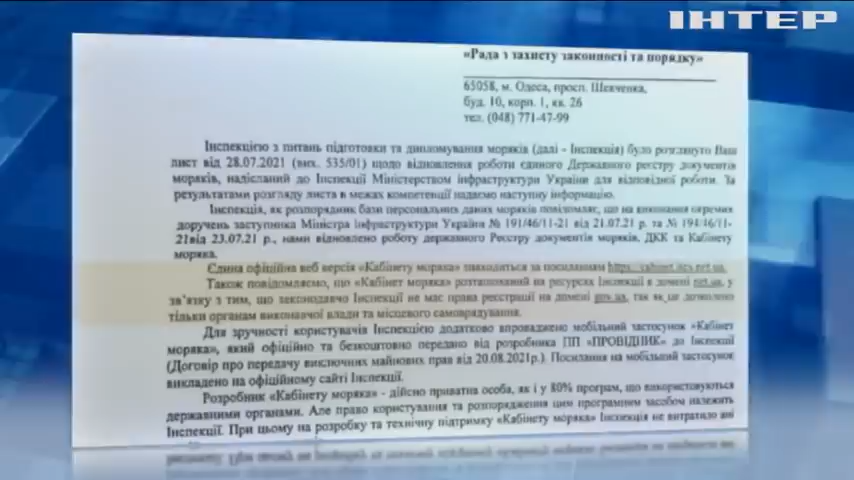 ІНТЕР
«Рада з захисту законності та порядку»
65058, м. Одеса, просп. Шевченка,
буд. 10, корп. 1, кв. 26
тел. (048) 771-47-99
Інспекцією з питань підготовки та дипломування моряків (далі - Інспекція) було розглянуто Ваш
лист від 28.07.2021 (вих. 535/01) щодо відновлення роботи єдиного Державного реєстру документів
моряків, надісланий до Інспекції Міністерством інфраструктури України для відповідної роботи. За
результатами розгляду листа в межах компетенції надаємо наступну інформацію.
Інспекція, як розпорядник бази персональних даних моряків повідомляє, що на виконання окремих
доручень заступника Міністра інфраструктури України № 191/46/11-21 від 21.07.21 р. та № 194/46/11-
21від 23.07.21 р., нами відновлено роботу державного Реєстру документів моряків, ДКК та Кабінету
моряка.
Єдина офіційна веб версія «Кабінету моряка» знаходиться за посиланням
Також повідомляємо, що «Кабінет моряка» розташований на ресурсах Інспекції в домені net.ua, у
зв'язку з тим, що законодавчо Інспекції не має права реєстрації на домені gov.ua, так як це дозволено
тільки органам виконавчої влади та місцевого самоврядування.
Для зручності користувачів Інспекцією додатково впроваджено мобільний застосунок «Кабінет
моряка», який офіційно та безкоштовно передано від розробника ПП «ПРОВІДНИК» до Інспекції
(Договір про передачу виключних майнових прав від 20.08.2021р.). Посилання на мобільний застосунок
викладено на офіційному сайті Інспекції.
Розробник «Кабінету моряка» - дійсно приватна особа, як і у 80% програм, що використовуються
державними органами. Але право користування та розпорядження цим програмним засобом належить
Інспекції. При цьому на розробку та технічну підтримку «Кабінету моряка» Інспекція не витратило ані